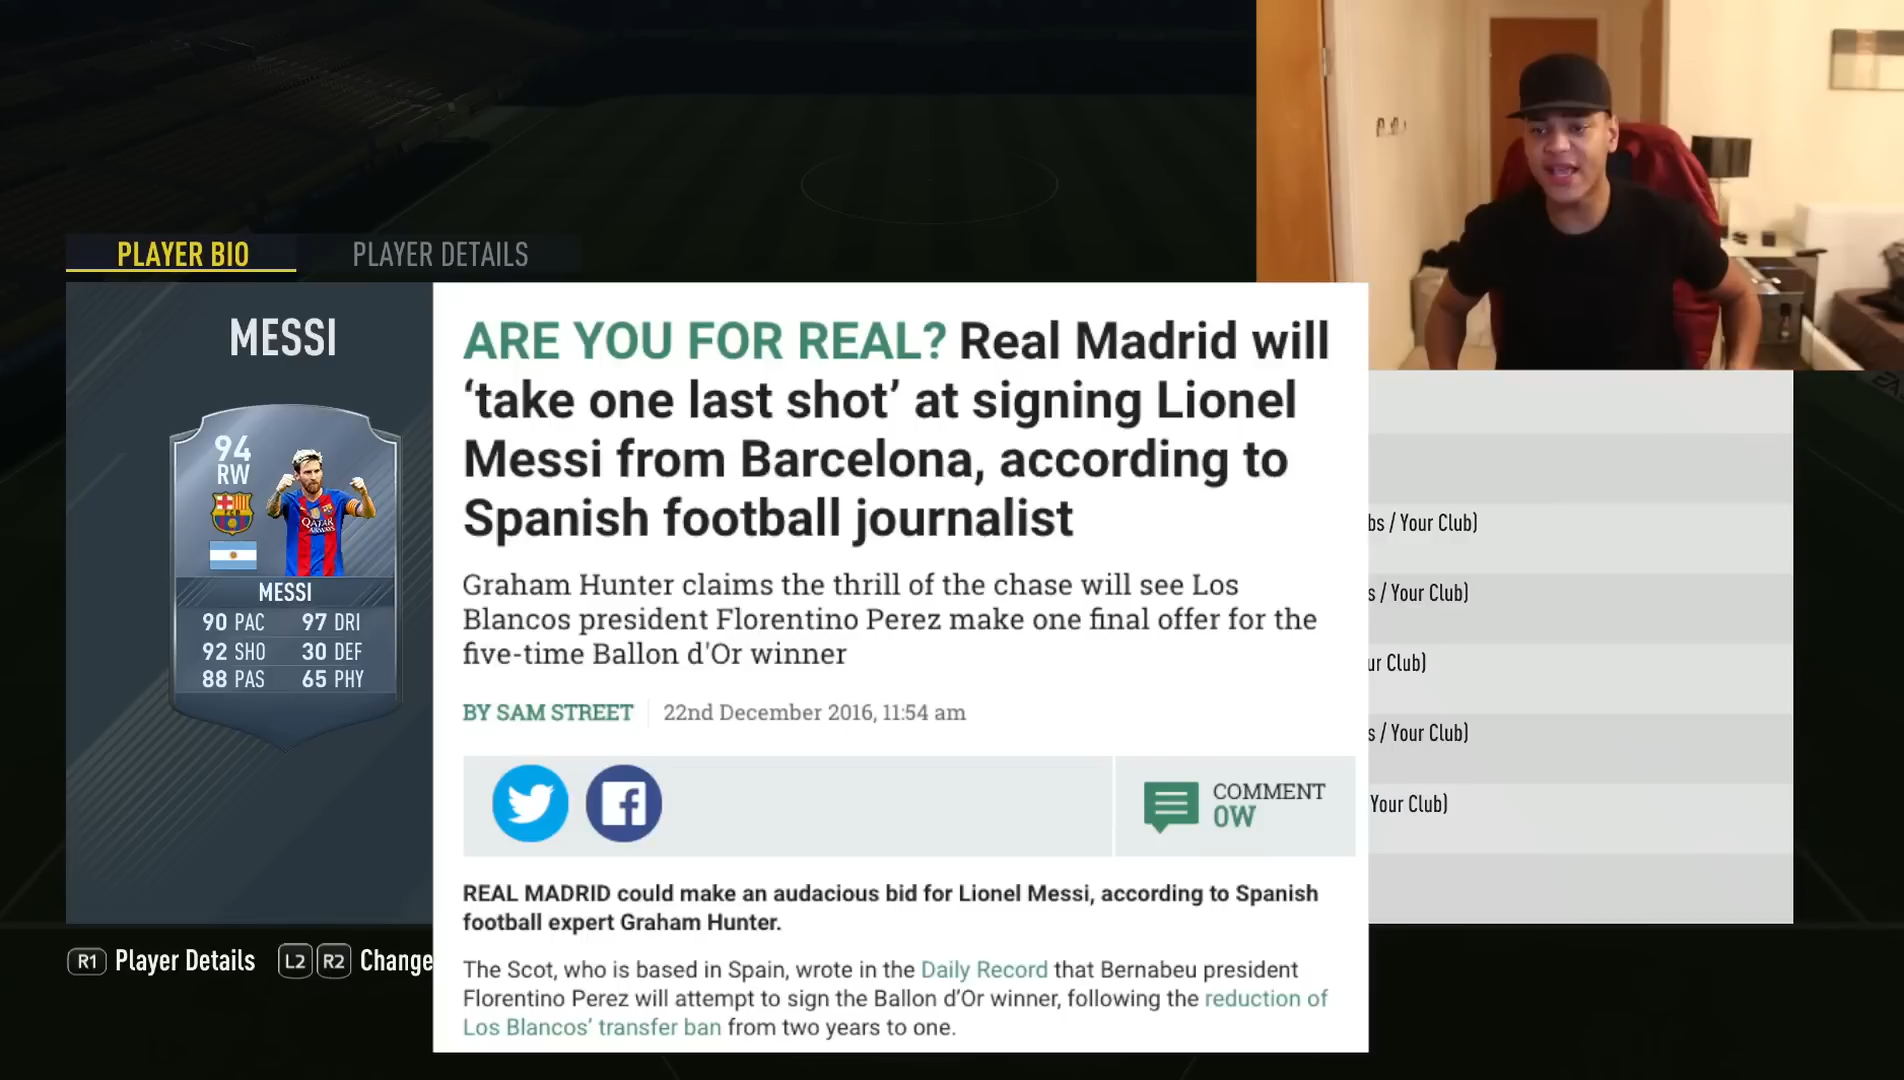 PLAYER BIO
PLAYER DETAILS
MESSI
94
RW
QATAR
AIRWAYS
MESSI
90 PAC 97 DRI
92 SHO 30 DEF
88 PAS 65 PHY
ARE YOU FOR REAL? Real Madrid will
‘take one last shot’ at signing Lionel
Messi from Barcelona, according to
Spanish football journalist
Graham Hunter claims the thrill of the chase will see Los
Blancos president Florentino Perez make one final offer for the
five-time Ballon d'Or winner
BY SAM STREET 22nd December 2016, 11:54 am
COMMENT
0W
REAL MADRID could make an audacious bid for Lionel Messi, according to Spanish
football expert Graham Hunter.
The Scot, who is based in Spain, wrote in the Daily Record that Bernabeu president
Florentino Perez will attempt to sign the Ballon d’Or winner, following the reduction of
Los Blancos’ transfer ban from two years to one.
bs / Your Club)
s / Your Club)
ur Club)
s / Your Club)
Your Club)
R1 Player Details L2 R2 Change